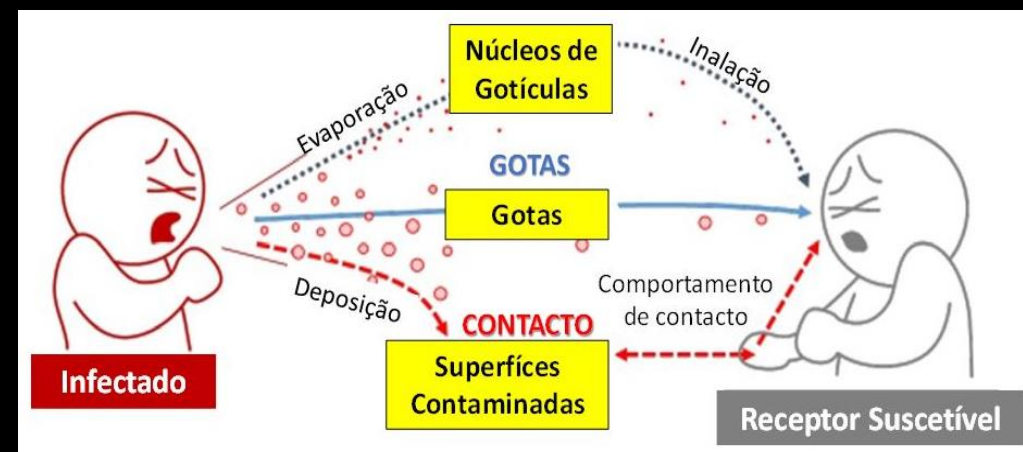 Núcleos de
Gotículas
Evaporação
Inalação
GOTAS
Gotas
Deposição
CONTACTO
Comportamento
de contacto
Superfíces
Contaminadas
Infectado
Receptor Suscetível